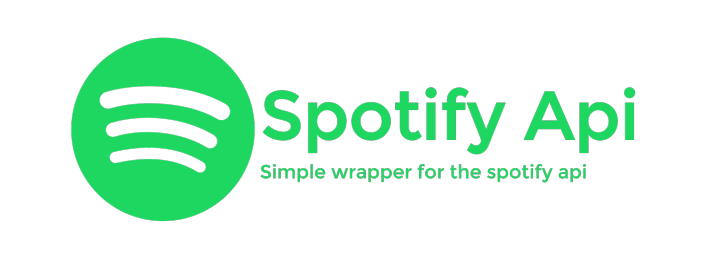 Spotify Api
Simple wrapper for the spotify api